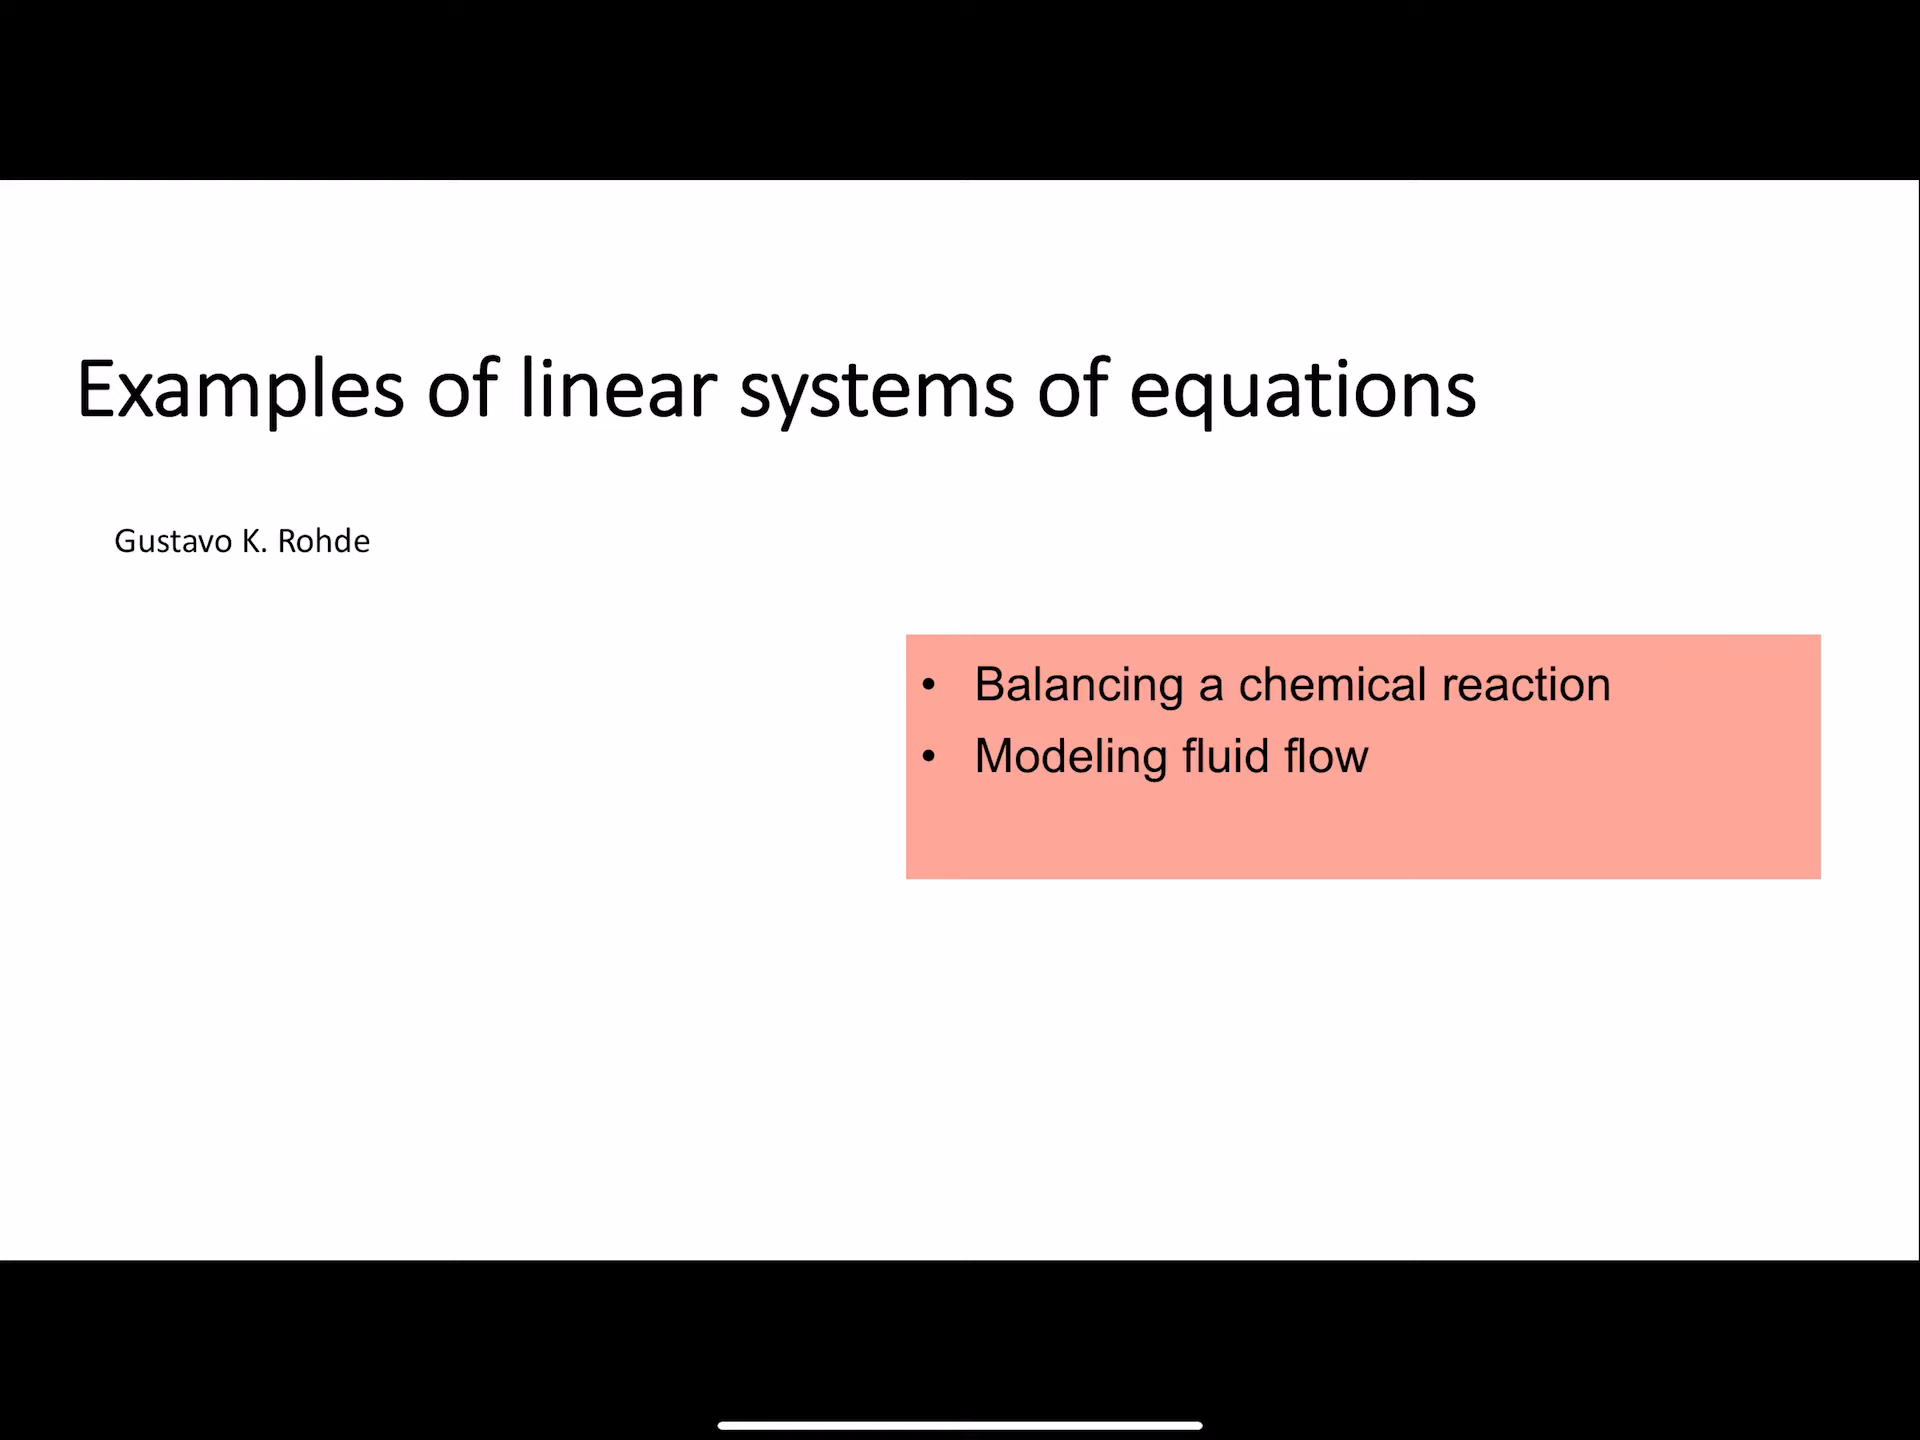 Examples of linear systems of equations
Gustavo K. Rohde
• Balancing a chemical reaction
• Modeling fluid flow